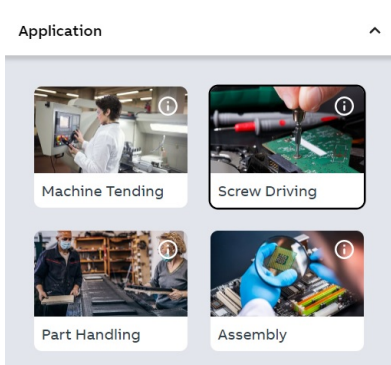 Application
Machine Tending
Screw Driving
Part Handling
Assembly